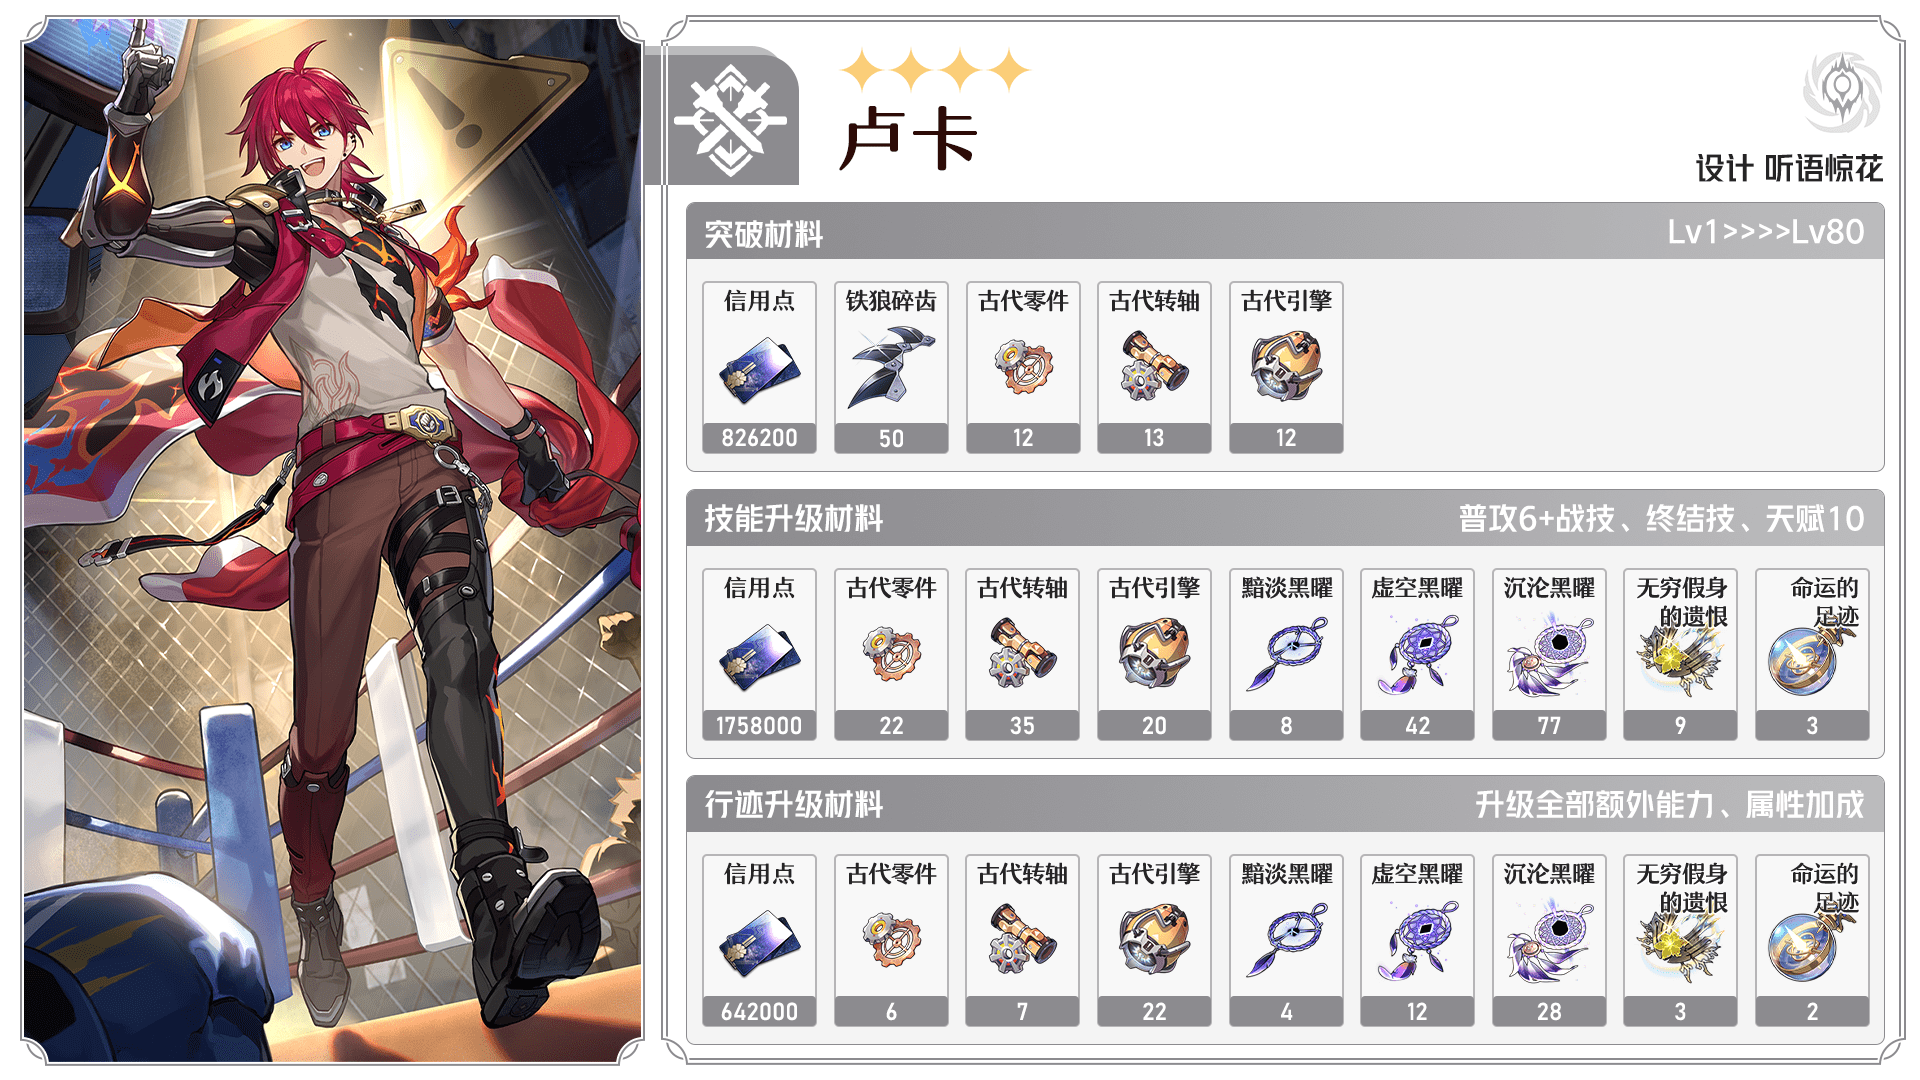 卢卡
设计 听语惊花
突破材料
Lv1>>>>Lv80
信用点
铁狼碎齿
古代零件
古代转轴
古代引擎
826200
50
12
13
12
技能升级材料
普攻6+战技、终结技、天赋10
信用点
古代零件
古代转轴
古代引擎
黯淡黑曜
虚空黑曜
沉沦黑曜
无穷假身
的遗恨
命运的
足迹
1758000
22
35
20
8
42
77
9
3
行迹升级材料
升级全部额外能力、属性加成
信用点
古代零件
古代转轴
古代引擎
黯淡黑曜
虚空黑曜
沉沦黑曜
无穷假身
的遗恨
命运的
足迹
642000
6
7
22
4
12
28
3
2